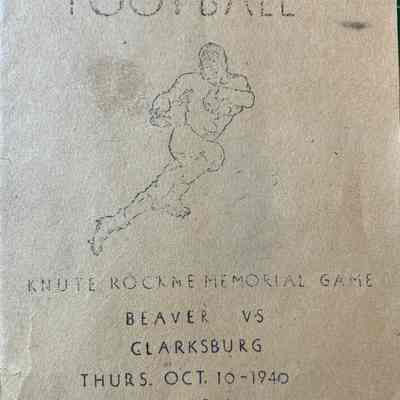 FOOTBALL
KNUTE ROCKNE MEMORIAL GAME
BEAVER VS
CLARKSBURG
THURS. OCT. 10-1940